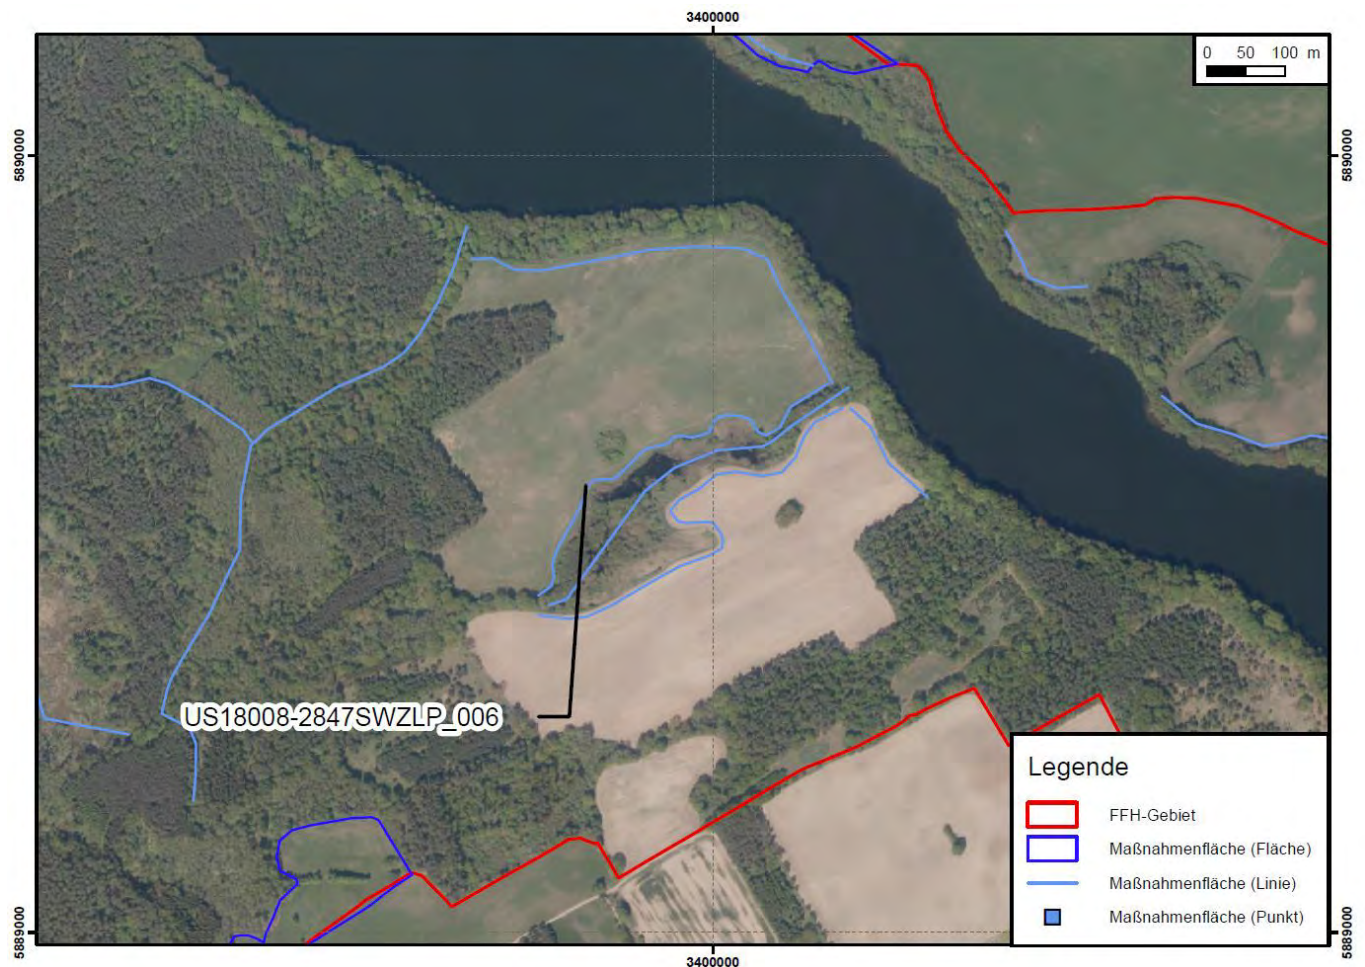 3400000
0 50 100 m
5890000
5890000
US18008-2847SWZLP_006
Legende
FFH-Gebiet
Maßnahmenfläche (Fläche)
Maßnahmenfläche (Linie)
Maßnahmenfläche (Punkt)
5889000
5889000
3400000